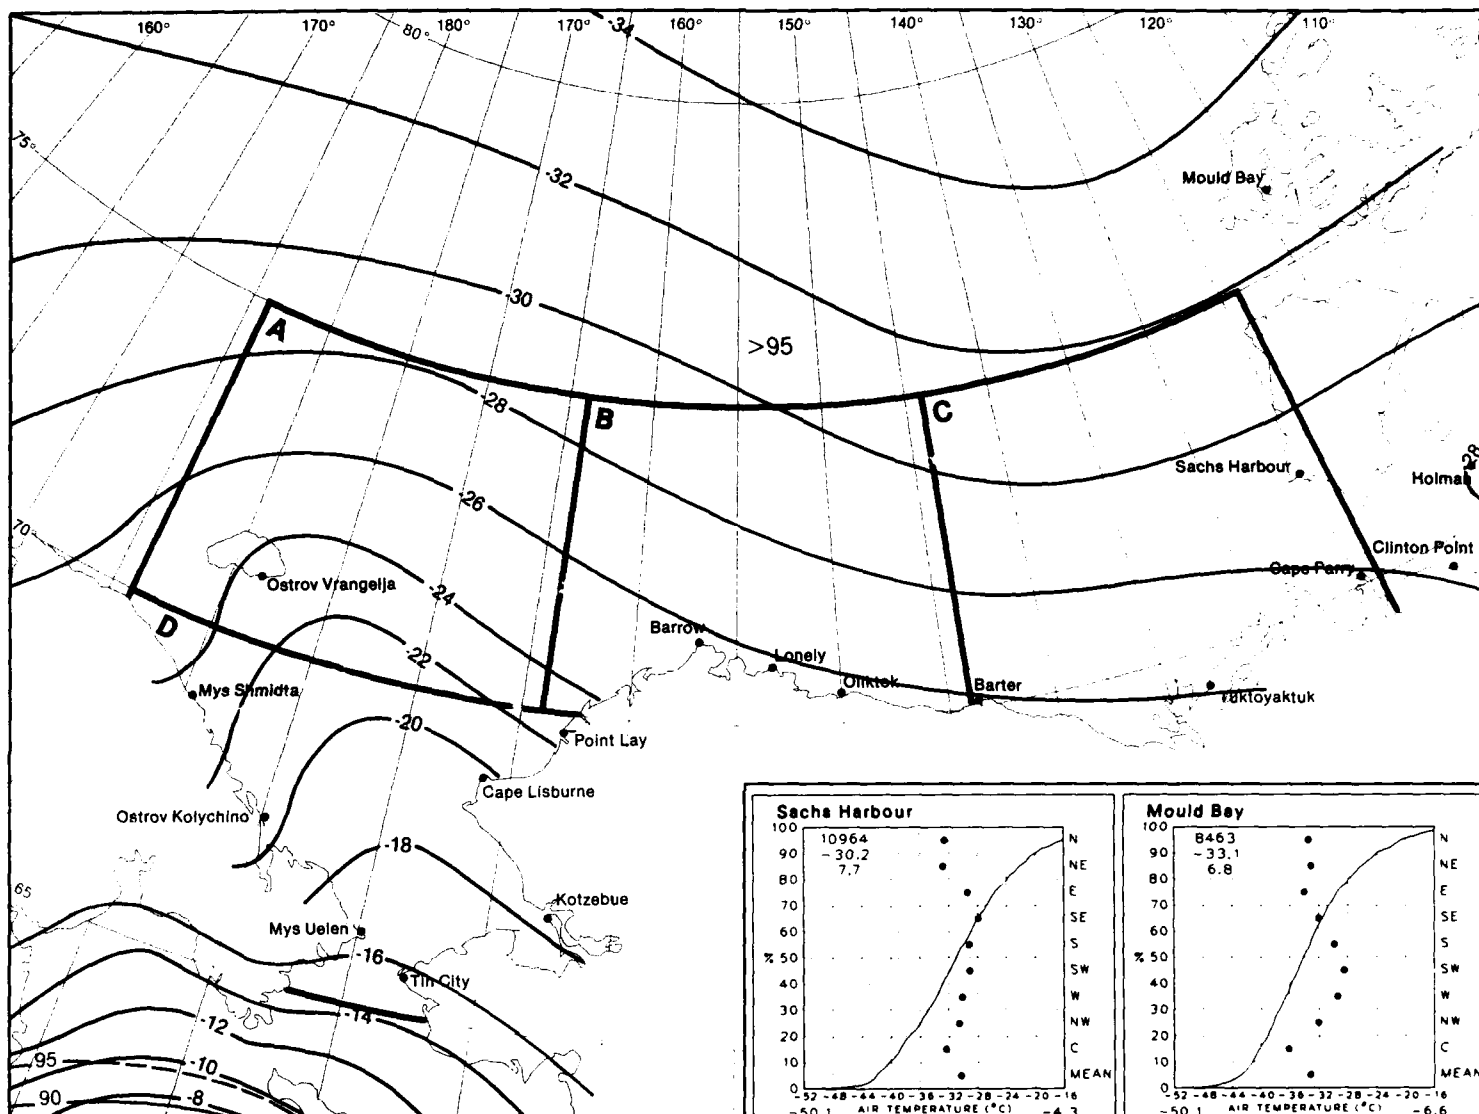 160° 170° 180° 170° 160° 150° 140° 130° 120° 110°
80°
-34
75°
-32
Mould Bay
-30
A
>95
-28
B
C
Sachs Harbour
28
Holman
-26
70°
Clinton Point
Cape Parry
Ostrov Vrangelja
-24
D
Barrow
-22
Lonely
Oliktok
Barter
Tuktoyaktuk
Mys Shmidta
-20
Point Lay
Cape Lisburne
Ostrov Kolychino
-18
65
Kotzebue
Mys Uelen
-16
Tin City
-14
-12
95
-10
90
-8
Sachs Harbour
100
90
80
70
60
50
40
30
20
10
0
%
10964
-30.2
7.7
N
NE
E
SE
S
SW
W
NW
C
MEAN
-52 -48 -44 -40 -36 -32 -28 -24 -20 -16
-50.1 AIR TEMPERATURE (°C) -4.3
Mould Bay
100
90
80
70
60
50
40
30
20
10
0
%
8463
-33.1
6.8
N
NE
E
SE
S
SW
W
NW
C
MEAN
-52 -48 -44 -40 -36 -32 -28 -24 -20 -16
-50.1 AIR TEMPERATURE (°C) -6.6